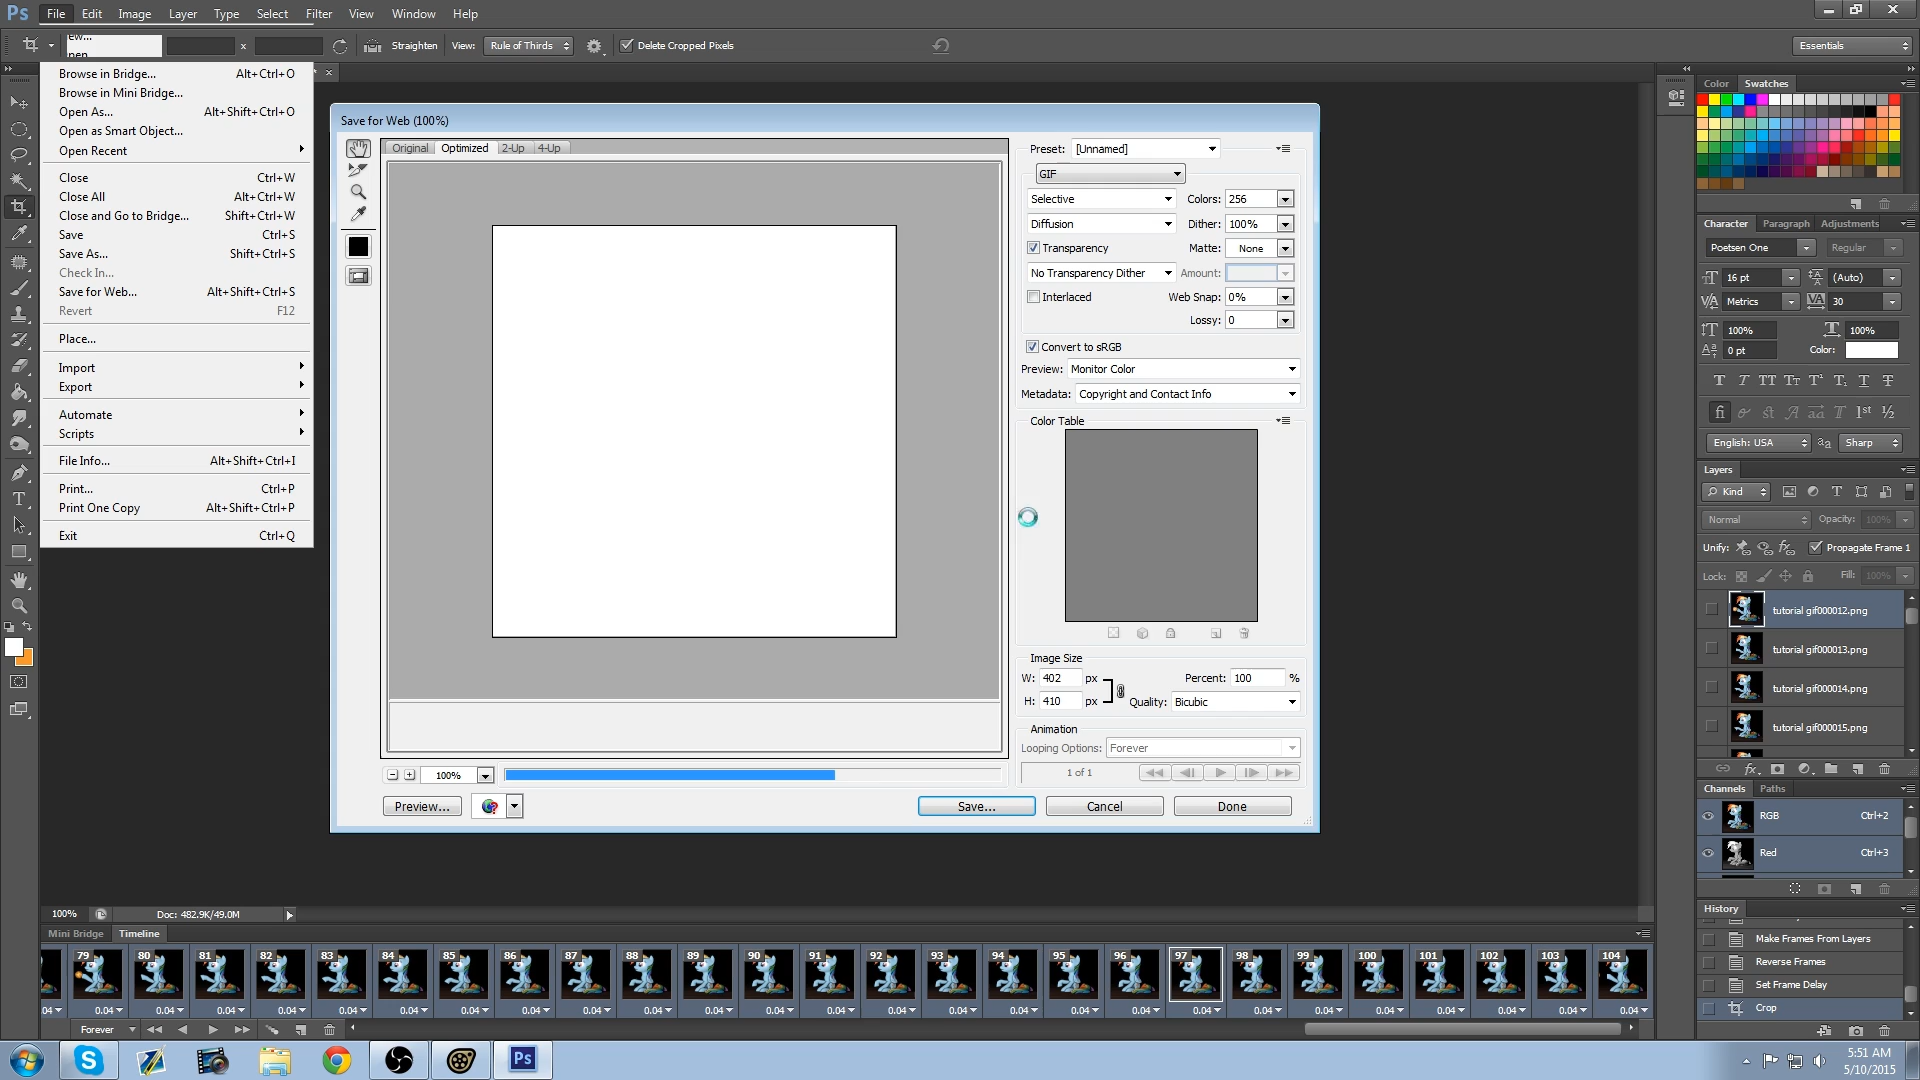 Ps File Edit Image Layer Type Select Filter View Window Help
x Straighten View: Rule of Thirds Delete Cropped Pixels Essentials
Browse in Bridge... Alt+Ctrl+O
Browse in Mini Bridge...
Open As... Alt+Shift+Ctrl+O
Open as Smart Object...
Open Recent
Close Ctrl+W
Close All Alt+Ctrl+W
Close and Go to Bridge... Shift+Ctrl+W
Save Ctrl+S
Save As... Shift+Ctrl+S
Check In...
Save for Web... Alt+Shift+Ctrl+S
Revert F12
Place...
Import
Export
Automate
Scripts
File Info... Alt+Shift+Ctrl+I
Print... Ctrl+P
Print One Copy Alt+Shift+Ctrl+P
Exit Ctrl+Q
Save for Web (100%)
Original Optimized 2-Up 4-Up
Preset: [Unnamed]
GIF
Selective Colors: 256
Diffusion Dither: 100%
Transparency Matte: None
No Transparency Dither Amount:
Interlaced Web Snap: 0%
Lossy: 0
Convert to sRGB
Preview: Monitor Color
Metadata: Copyright and Contact Info
Color Table
Image Size
W: 402 px Percent: 100 %
H: 410 px Quality: Bicubic
Animation
Looping Options: Forever
1 of 1
100%
Preview... Save... Cancel Done
Color Swatches
Character Paragraph Adjustments
Poetsen One Regular
16 pt (Auto)
Metrics 30
100% 100%
0 pt Color:
English: USA aa Sharp
Layers
Kind
Normal Opacity: 100%
Unify: Propagate Frame 1
Lock: Fill: 100%
tutorial gif000012.png
tutorial gif000013.png
tutorial gif000014.png
tutorial gif000015.png
Channels Paths
RGB Ctrl+2
Red Ctrl+3
History
Make Frames From Layers
Reverse Frames
Set Frame Delay
Crop
100% Doc: 482.9K/49.0M
Mini Bridge Timeline
79 80 81 82 83 84 85 86 87 88 89 90 91 92 93 94 95 96 97 98 99 100 101 102 103 104
0.04 0.04 0.04 0.04 0.04 0.04 0.04 0.04 0.04 0.04 0.04 0.04 0.04 0.04 0.04 0.04 0.04 0.04 0.04 0.04 0.04 0.04 0.04 0.04 0.04 0.04
Forever
Ps
5:51 AM
5/10/2015